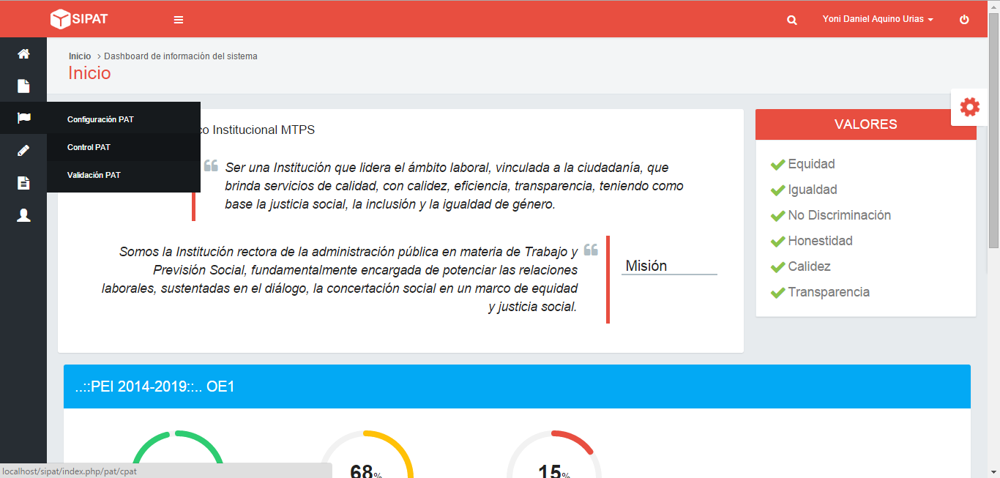 SIPAT
Yoni Daniel Aquino Urias
Inicio > Dashboard de información del sistema
Inicio
Configuración PAT
Control PAT
Validación PAT
co Institucional MTPS
Ser una Institución que lidera el ámbito laboral, vinculada a la ciudadanía, que
brinda servicios de calidad, con calidez, eficiencia, transparencia, teniendo como
base la justicia social, la inclusión y la igualdad de género.
Somos la Institución rectora de la administración pública en materia de Trabajo y
Previsión Social, fundamentalmente encargada de potenciar las relaciones
laborales, sustentadas en el diálogo, la concertación social en un marco de equidad
y justicia social.
Misión
VALORES
Equidad
Igualdad
No Discriminación
Honestidad
Calidez
Transparencia
..::PEI 2014-2019::.. OE1
68%
15%
localhost/sipat/index.php/pat/cpat